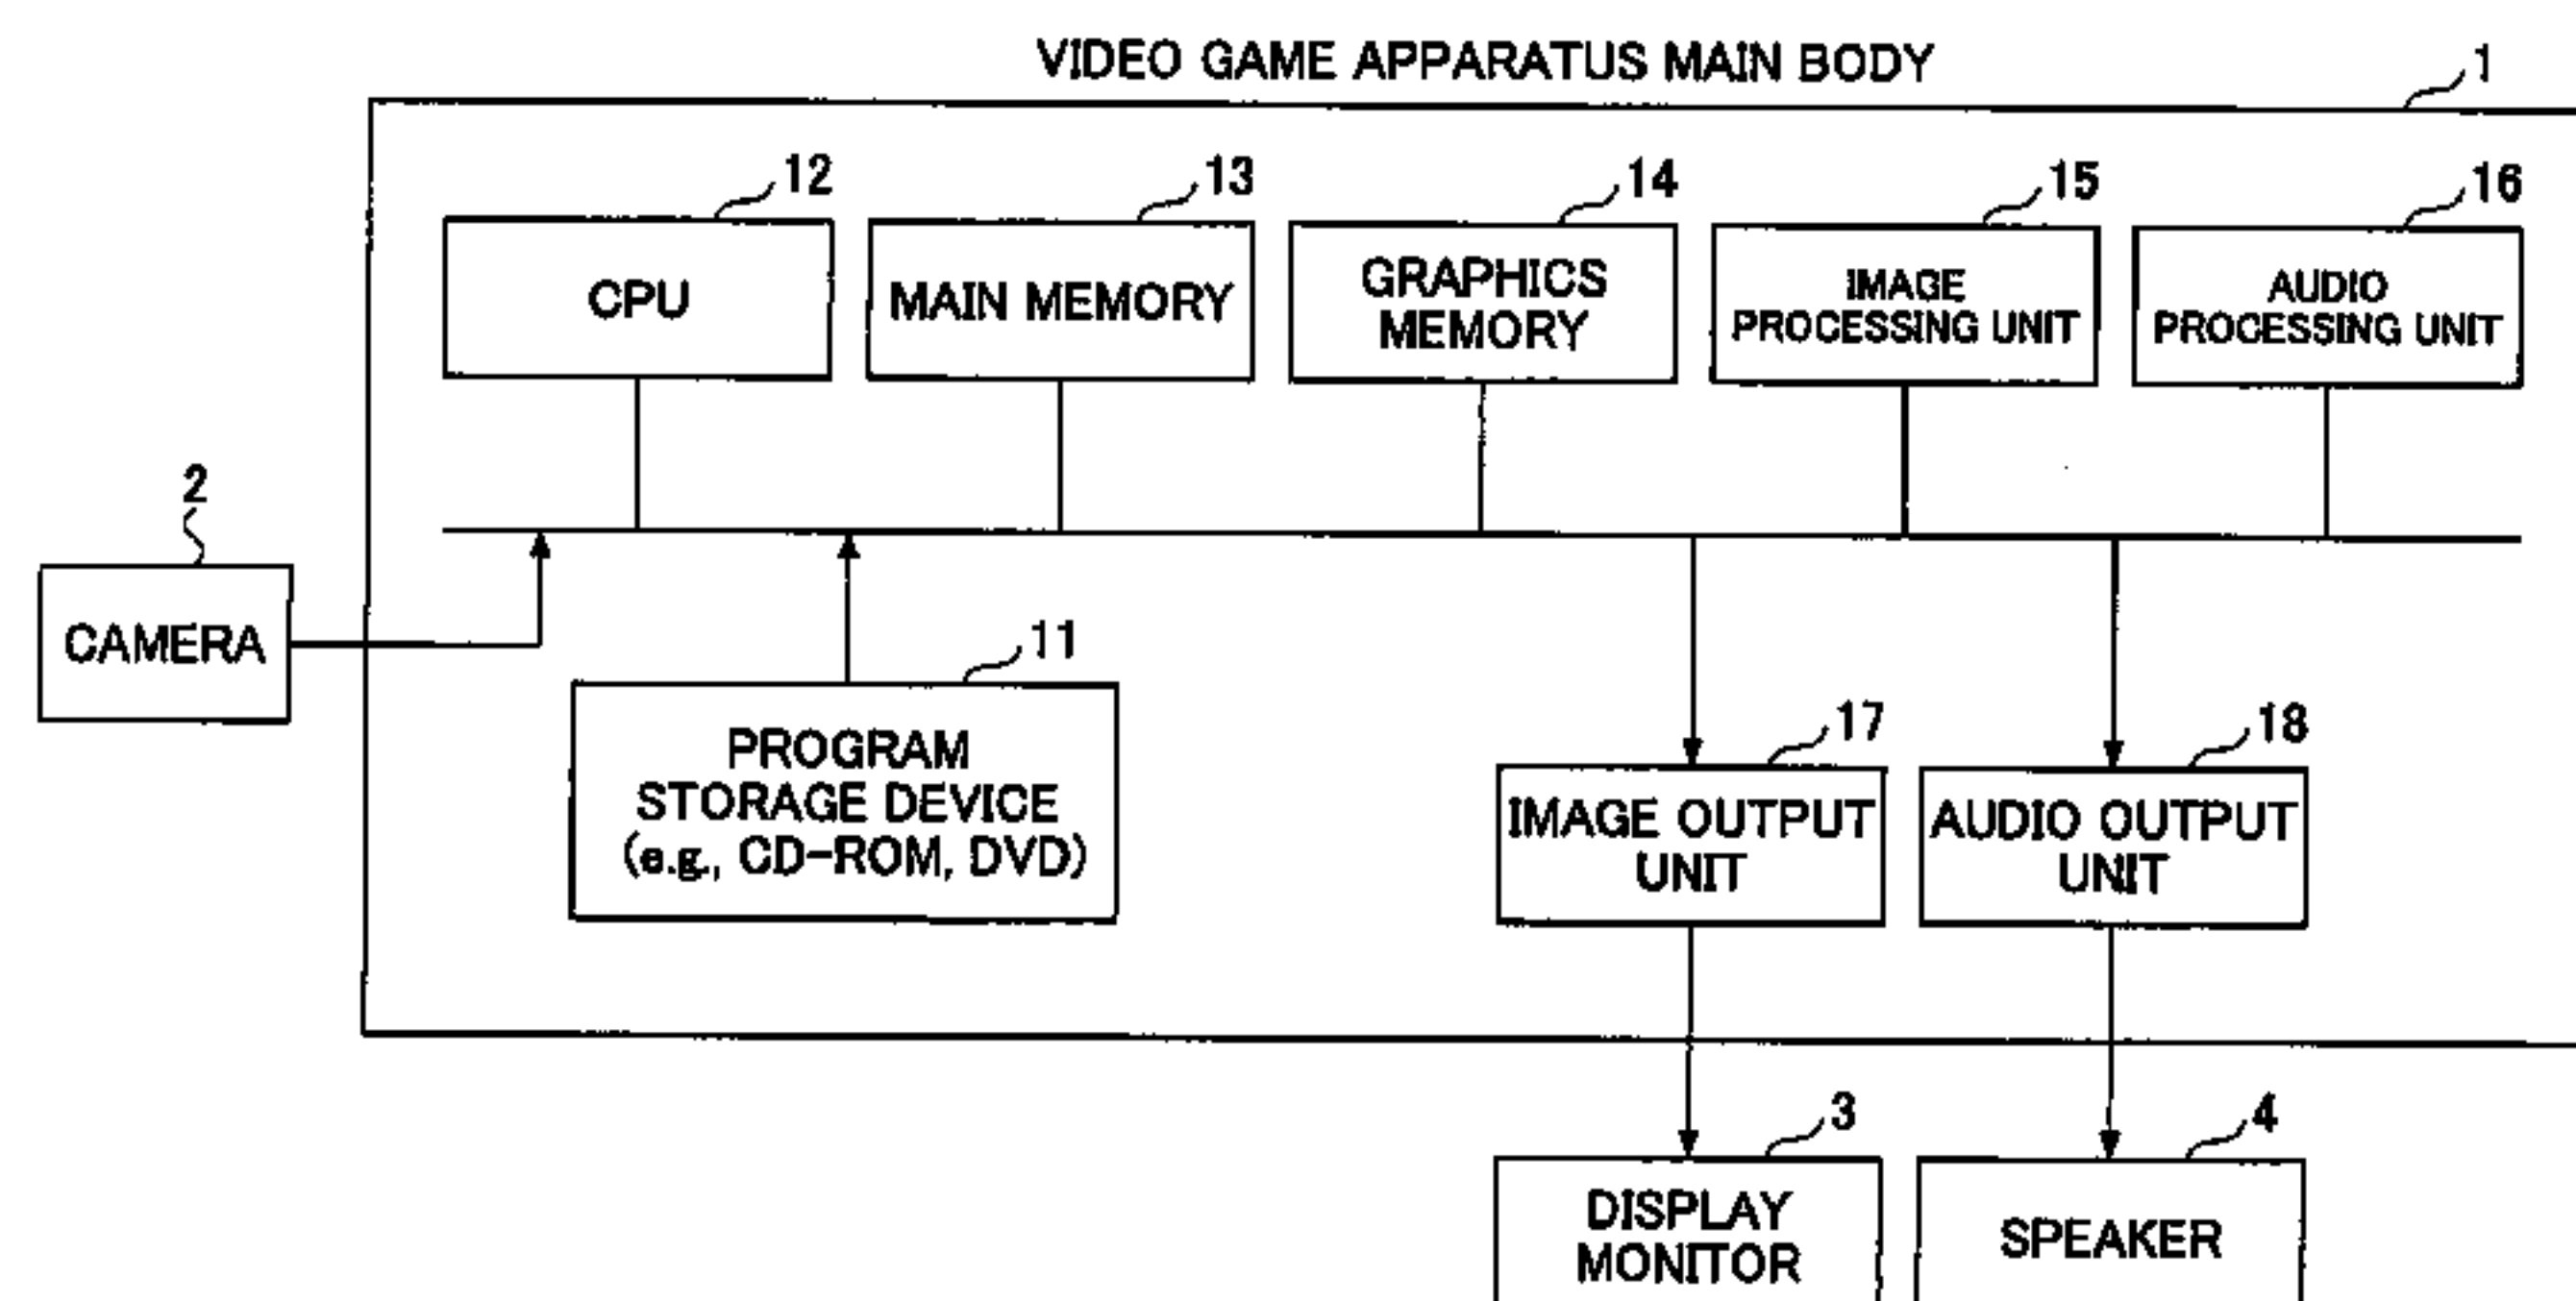 VIDEO GAME APPARATUS MAIN BODY
1
12
13
14
15
16
CPU
MAIN MEMORY
GRAPHICS
MEMORY
IMAGE
PROCESSING UNIT
AUDIO
PROCESSING UNIT
2
CAMERA
11
PROGRAM
STORAGE DEVICE
(e.g., CD-ROM, DVD)
17
18
IMAGE OUTPUT
UNIT
AUDIO OUTPUT
UNIT
3
4
DISPLAY
MONITOR
SPEAKER